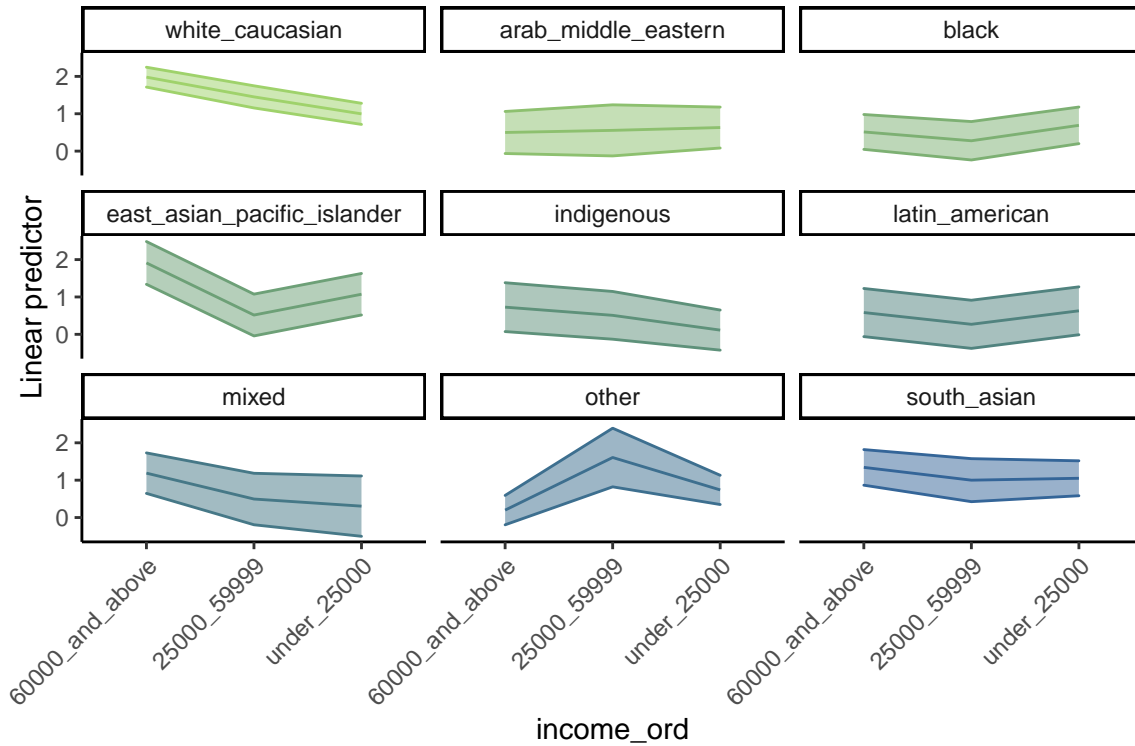 white_caucasian
arab_middle_eastern
black
2
1
0
east_asian_pacific_islander
indigenous
latin_american
2
1
0
mixed
other
south_asian
2
1
0
Linear predictor
60000_and_above
25000_59999
under_25000
60000_and_above
25000_59999
under_25000
60000_and_above
25000_59999
under_25000
income_ord